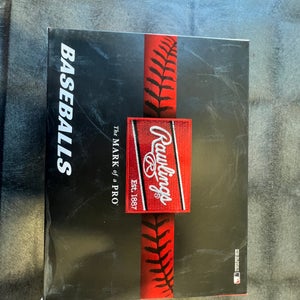 Rawlings
Est. 1887
The MARK of a PRO
BASEBALLS